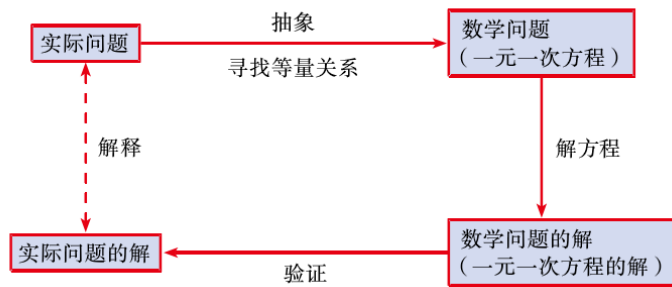 抽象
实际问题
数学问题
（一元一次方程）
寻找等量关系
解释
解方程
实际问题的解
数学问题的解
（一元一次方程的解）
验证